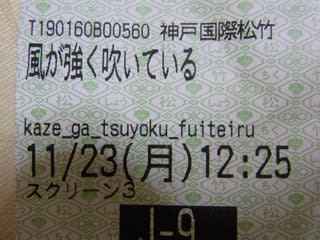 T190160B00560 神戸国際松竹
風が強く吹いている
kaze_ga_tsuyoku_fuiteiru
11/23(月)12:25
スクリーン3
J-9